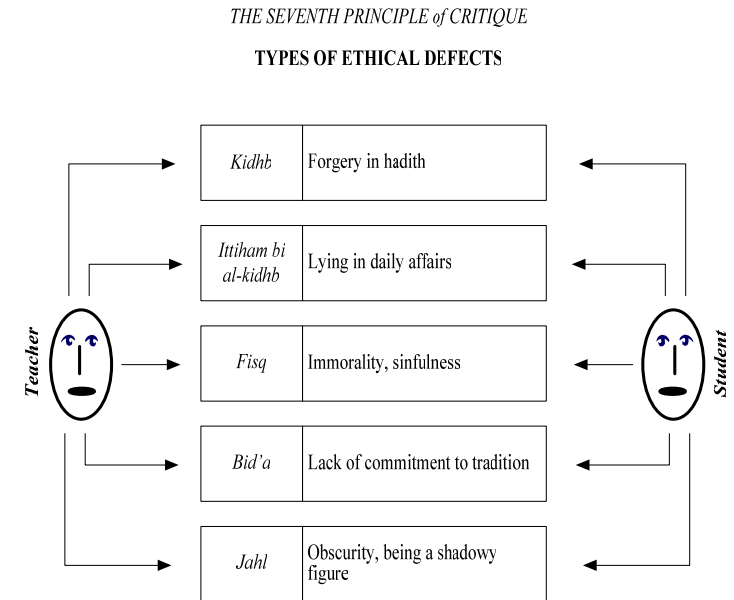 THE SEVENTH PRINCIPLE of CRITIQUE
TYPES OF ETHICAL DEFECTS
Kidhb
Forgery in hadith
Ittiham bi
al-kidhb
Lying in daily affairs
Teacher
Fisq
Immorality, sinfulness
Student
Bid'a
Lack of commitment to tradition
Jahl
Obscurity, being a shadowy
figure